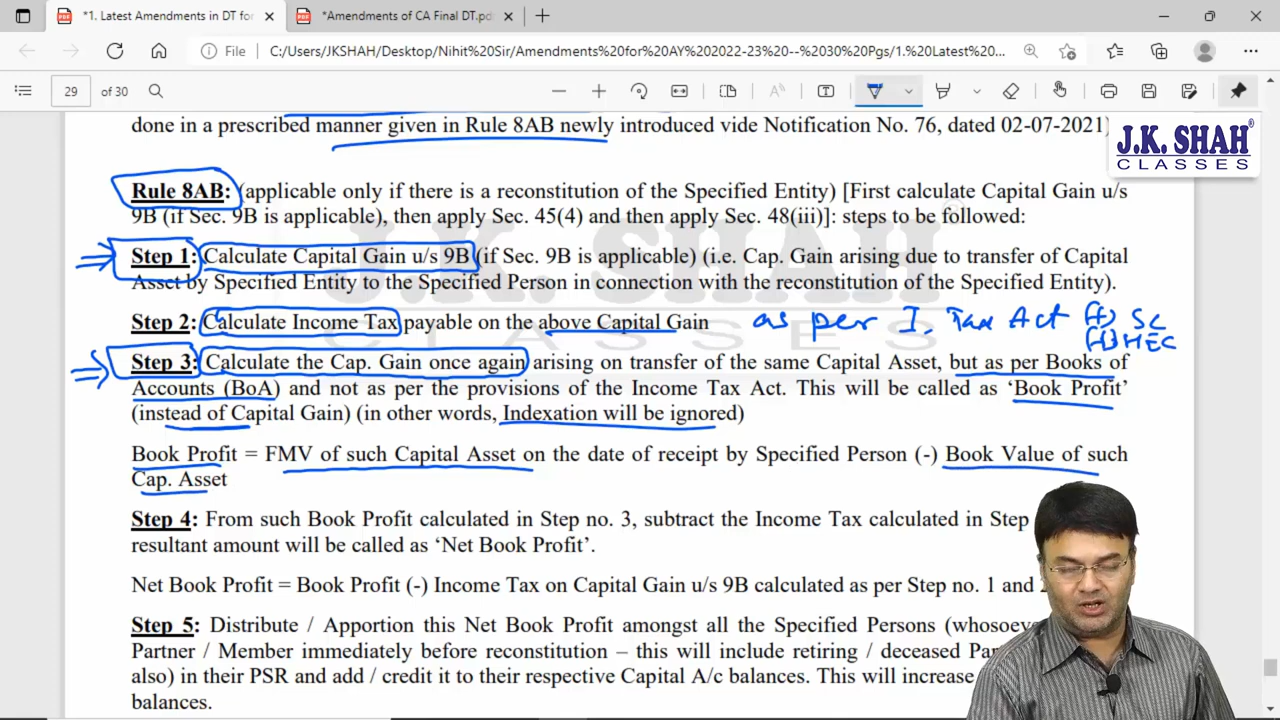 *1. Latest Amendments in DT for
*Amendments of CA Final DT.pd
File
C:/Users/JKSHAH/Desktop/Nihit%20Sir/Amendments%20for%20AY%202022-23%20--%2030%20Pgs/1.%20Latest%20...
29 of 30
J.K. SHAH®
CLASSES
done in a prescribed manner given in Rule 8AB newly introduced vide Notification No. 76, dated 02-07-2021)
Rule 8AB: (applicable only if there is a reconstitution of the Specified Entity) [First calculate Capital Gain u/s
9B (if Sec. 9B is applicable), then apply Sec. 45(4) and then apply Sec. 48(iii)]: steps to be followed:
J.K. SHAH
CLASSES
Step 1: Calculate Capital Gain u/s 9B (if Sec. 9B is applicable) (i.e. Cap. Gain arising due to transfer of Capital
Asset by Specified Entity to the Specified Person in connection with the reconstitution of the Specified Entity).
Step 2: Calculate Income Tax payable on the above Capital Gain as per I. Tax Act (+) SC
(+) HEC
Step 3: Calculate the Cap. Gain once again arising on transfer of the same Capital Asset, but as per Books of
Accounts (BoA) and not as per the provisions of the Income Tax Act. This will be called as 'Book Profit'
(instead of Capital Gain) (in other words, Indexation will be ignored)
Book Profit = FMV of such Capital Asset on the date of receipt by Specified Person (-) Book Value of such
Cap. Asset
Step 4: From such Book Profit calculated in Step no. 3, subtract the Income Tax calculated in Step
resultant amount will be called as 'Net Book Profit'.
Net Book Profit = Book Profit (-) Income Tax on Capital Gain u/s 9B calculated as per Step no. 1 and
Step 5: Distribute / Apportion this Net Book Profit amongst all the Specified Persons
Partner / Member immediately before reconstitution – this will include retiring / deceased
also) in their PSR and add / credit it to their respective Capital A/c balances. This will increase
balances.